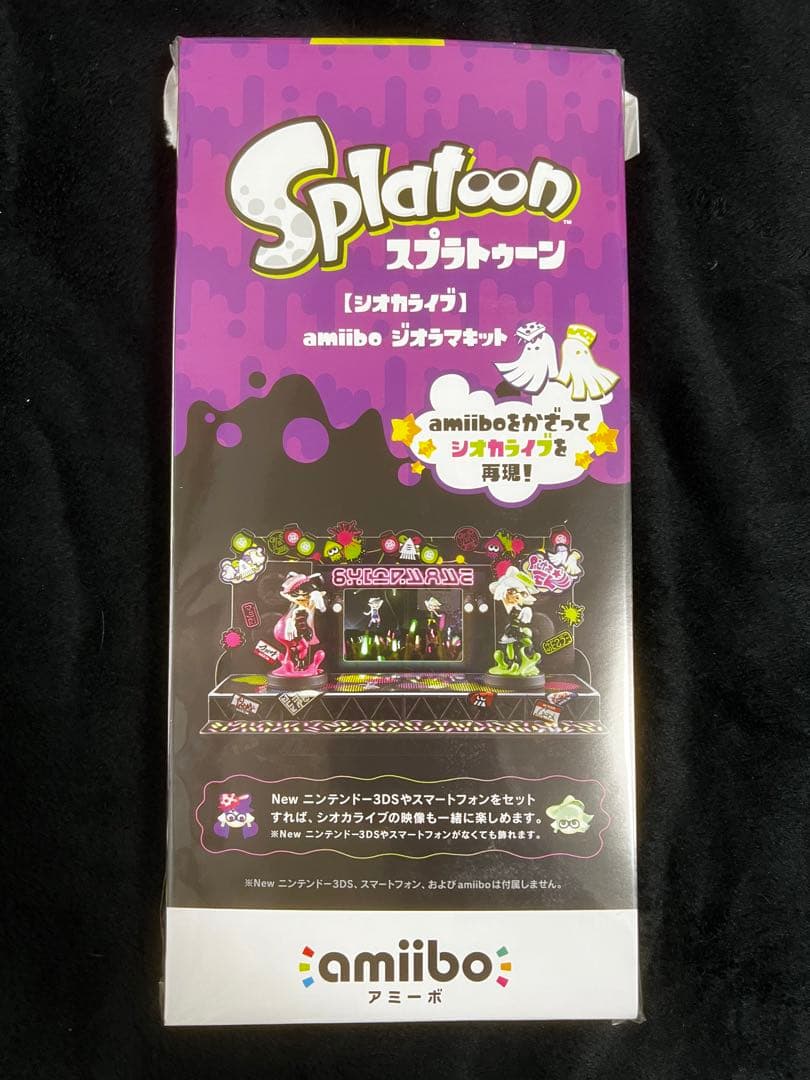 Splatoon
TM
スプラトゥーン
【シオカライブ】
amiibo ジオラマキット
amiiboをかざって
シオカライブを
再現!
New ニンテンドー3DSやスマートフォンをセット
すれば、シオカライブの映像も一緒に楽しめます。
※New ニンテンドー3DSやスマートフォンがなくても飾れます。
※New ニンテンドー3DS、スマートフォン、およびamiiboは付属しません。
amiibo
アミーボ